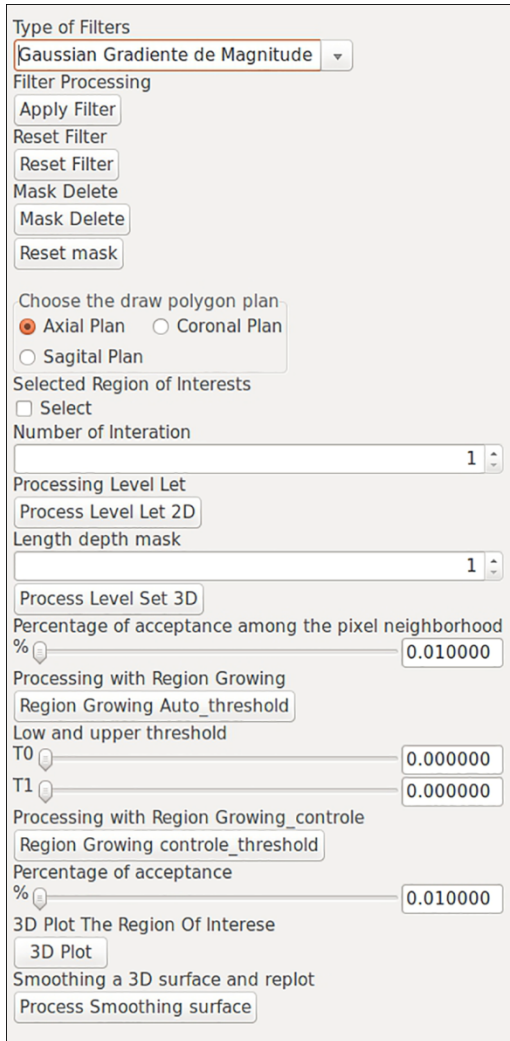 Type of Filters
Gaussian Gradiente de Magnitude
Filter Processing
Apply Filter
Reset Filter
Reset Filter
Mask Delete
Mask Delete
Reset mask
Choose the draw polygon plan
Axial Plan Coronal Plan
Sagital Plan
Selected Region of Interests
Select
Number of Interation
1
Processing Level Let
Process Level Let 2D
Length depth mask
1
Process Level Set 3D
Percentage of acceptance among the pixel neighborhood
% 0.010000
Processing with Region Growing
Region Growing Auto_threshold
Low and upper threshold
T0 0.000000
T1 0.000000
Processing with Region Growing_controle
Region Growing controle_threshold
Percentage of acceptance
% 0.010000
3D Plot The Region Of Interese
3D Plot
Smoothing a 3D surface and replot
Process Smoothing surface